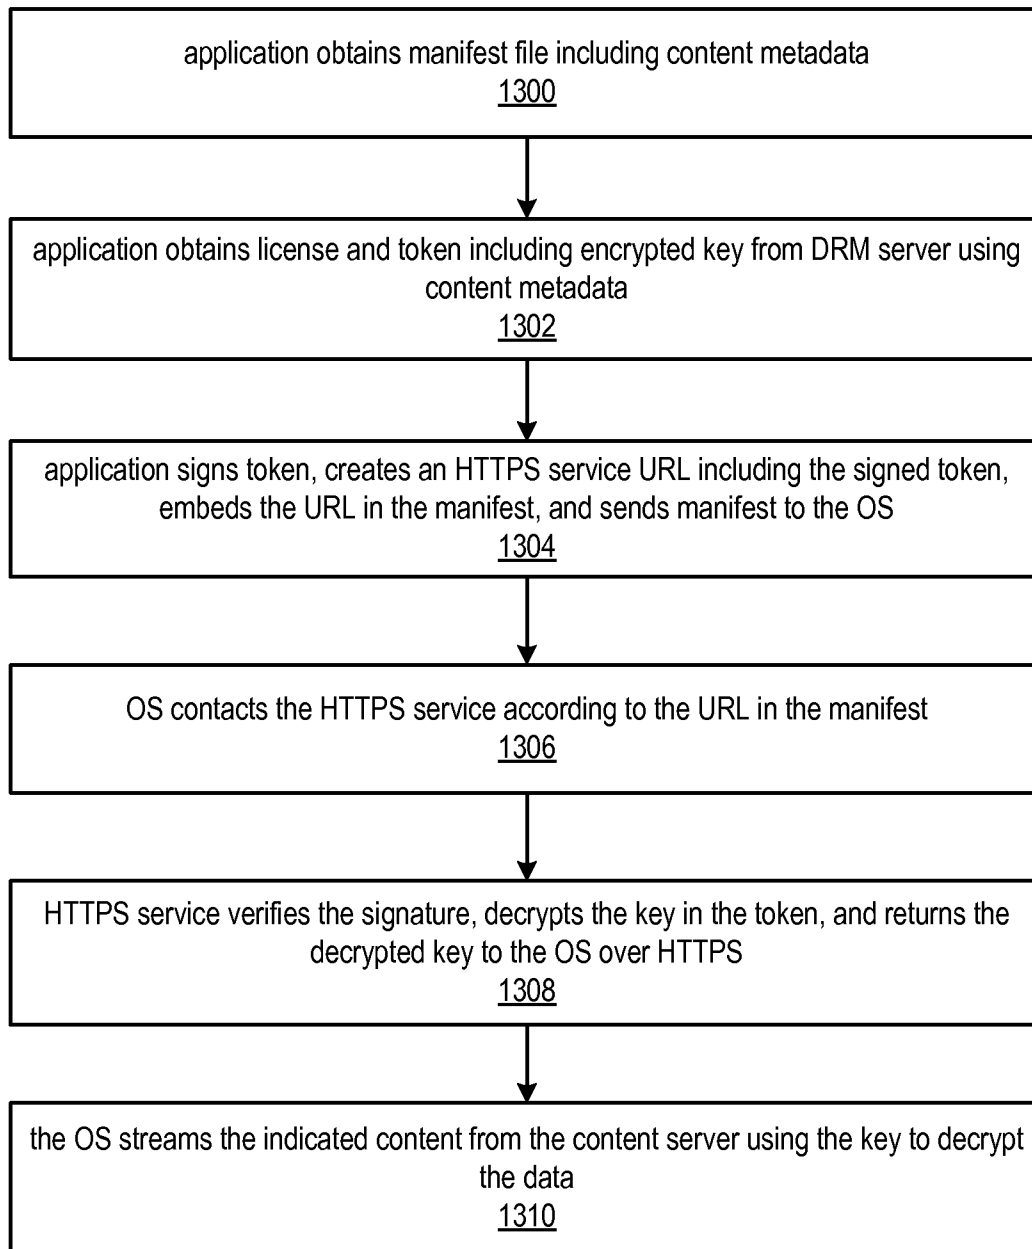 application obtains manifest file including content metadata
1300
application obtains license and token including encrypted key from DRM server using
content metadata
1302
application signs token, creates an HTTPS service URL including the signed token,
embeds the URL in the manifest, and sends manifest to the OS
1304
OS contacts the HTTPS service according to the URL in the manifest
1306
HTTPS service verifies the signature, decrypts the key in the token, and returns the
decrypted key to the OS over HTTPS
1308
the OS streams the indicated content from the content server using the key to decrypt
the data
1310